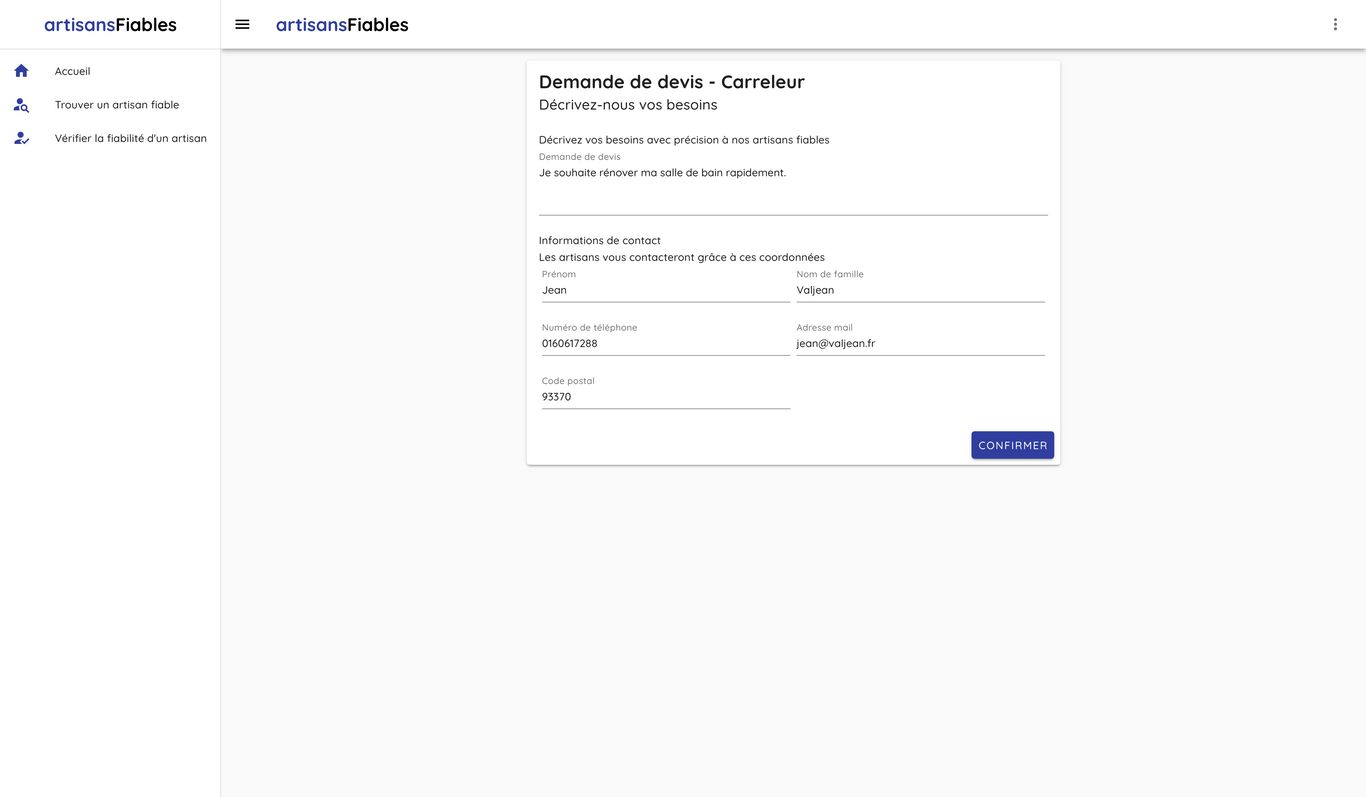 artisansFiables
artisansFiables
Accueil
Trouver un artisan fiable
Vérifier la fiabilité d'un artisan
Demande de devis - Carreleur
Décrivez-nous vos besoins
Décrivez vos besoins avec précision à nos artisans fiables
Demande de devis
Je souhaite rénover ma salle de bain rapidement.
Informations de contact
Les artisans vous contacteront grâce à ces coordonnées
Prénom Nom de famille
Jean Valjean
Numéro de téléphone Adresse mail
0160617288 jean@valjean.fr
Code postal
93370
CONFIRMER